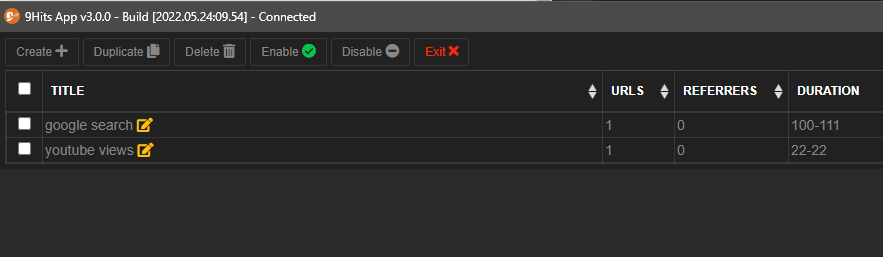 9Hits App v3.0.0 - Build [2022.05.24:09.54] - Connected
Create Duplicate Delete Enable Disable Exit
TITLE URLS REFERRERS DURATION
google search 1 0 100-111
youtube views 1 0 22-22